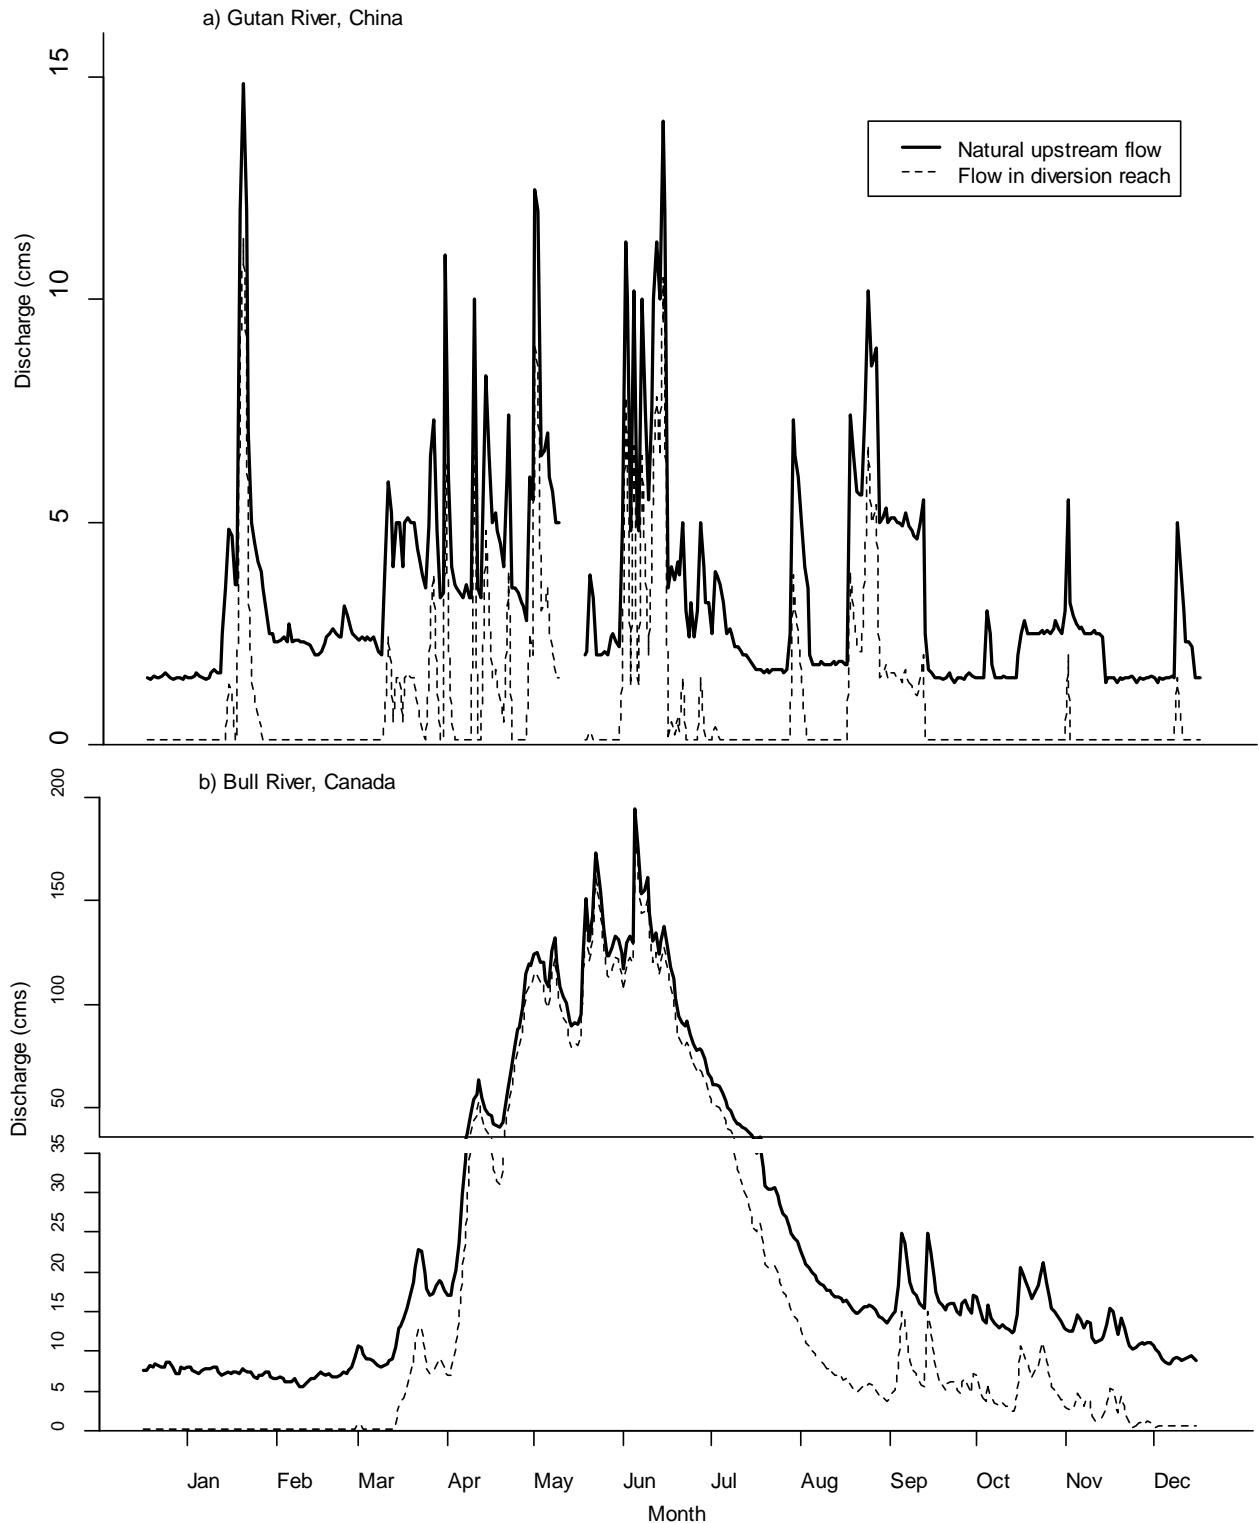 a) Gutan River, China
15
10
5
0
Discharge (cms)
Natural upstream flow
Flow in diversion reach
b) Bull River, Canada
200
150
100
50
35
30
25
20
15
10
5
0
Discharge (cms)
Jan Feb Mar Apr May Jun Jul Aug Sep Oct Nov Dec
Month